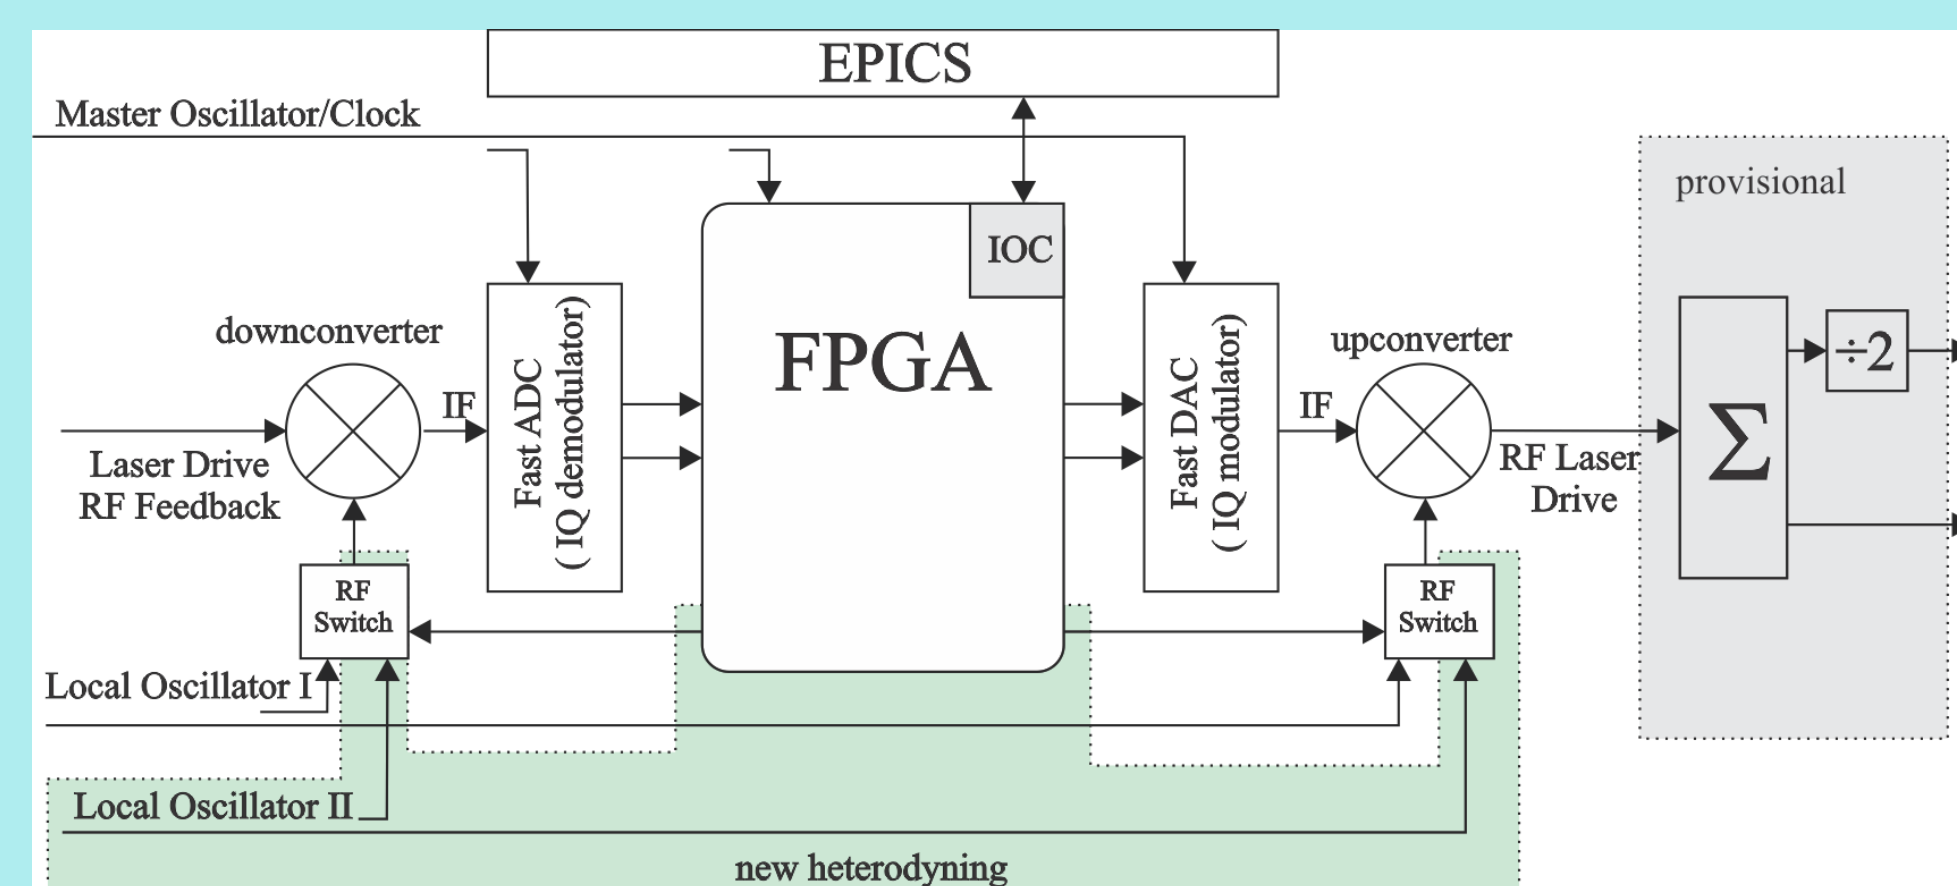 EPICS
Master Oscillator/Clock
provisional
IOC
downconverter
upconverter
FPGA
÷2
IF
IF
Fast ADC
( IQ demodulator)
Fast DAC
( IQ modulator)
Σ
Laser Drive
RF Feedback
RF Laser
Drive
RF
Switch
RF
Switch
Local Oscillator I
Local Oscillator II
new heterodyning